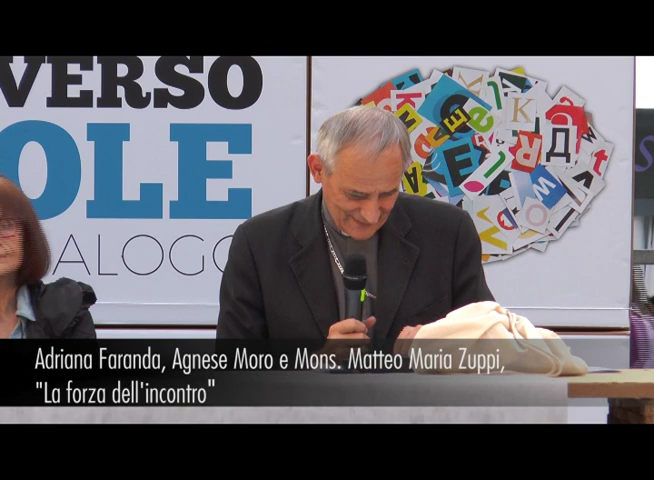 VERSO
OLE
ALOGO
Adriana Faranda, Agnese Moro e Mons. Matteo Maria Zuppi,
"La forza dell'incontro"